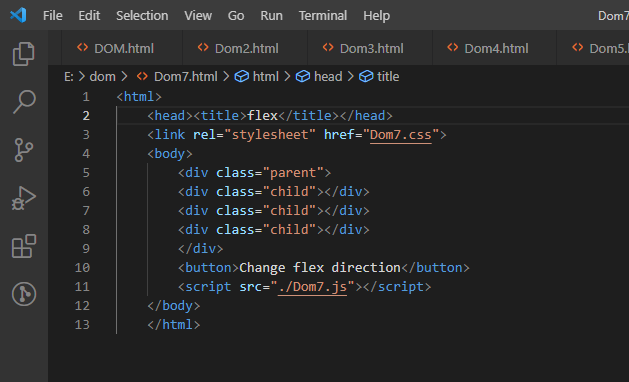 File Edit Selection View Go Run Terminal Help Dom7
DOM.html Dom2.html Dom3.html Dom4.html Dom5.
E: > dom > Dom7.html > html > head > title
1 <html>
2 <head><title>flex</title></head>
3 <link rel="stylesheet" href="Dom7.css">
4 <body>
5 <div class="parent">
6 <div class="child"></div>
7 <div class="child"></div>
8 <div class="child"></div>
9 </div>
10 <button>Change flex direction</button>
11 <script src="./Dom7.js"></script>
12 </body>
13 </html>